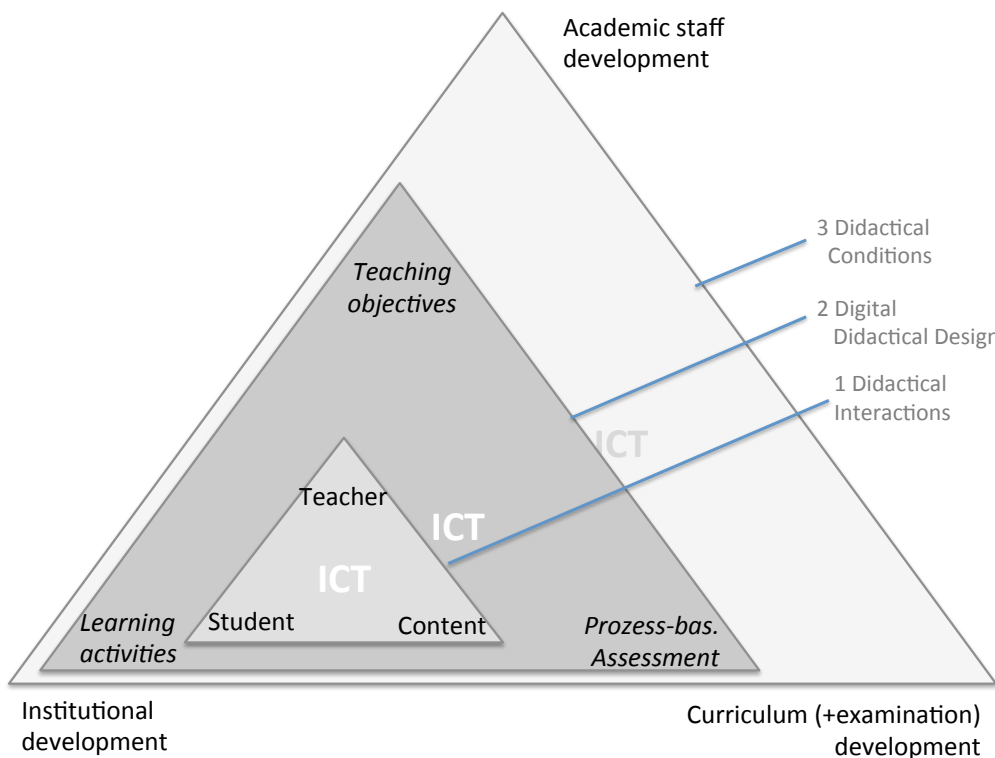 Academic staff
development
3 Didactical
Conditions
Teaching
objectives
2 Digital
Didactical Design
1 Didactical
Interactions
ICT
Teacher
ICT
ICT
Learning
activities
Student
Content
Prozess-bas.
Assessment
Institutional
development
Curriculum (+examination)
development